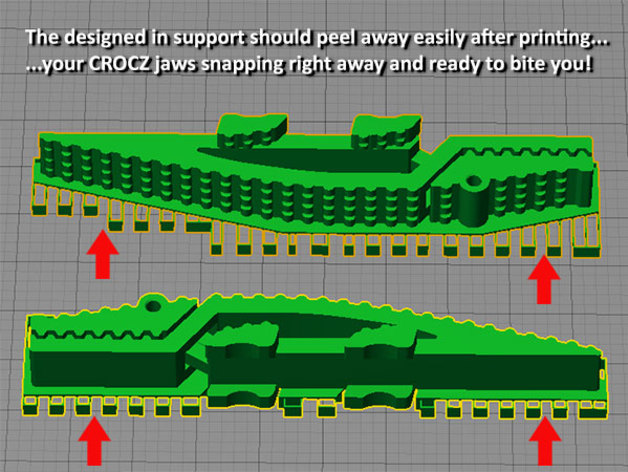 The designed in support should peel away easily after printing...
...your CROCZ jaws snapping right away and ready to bite you!